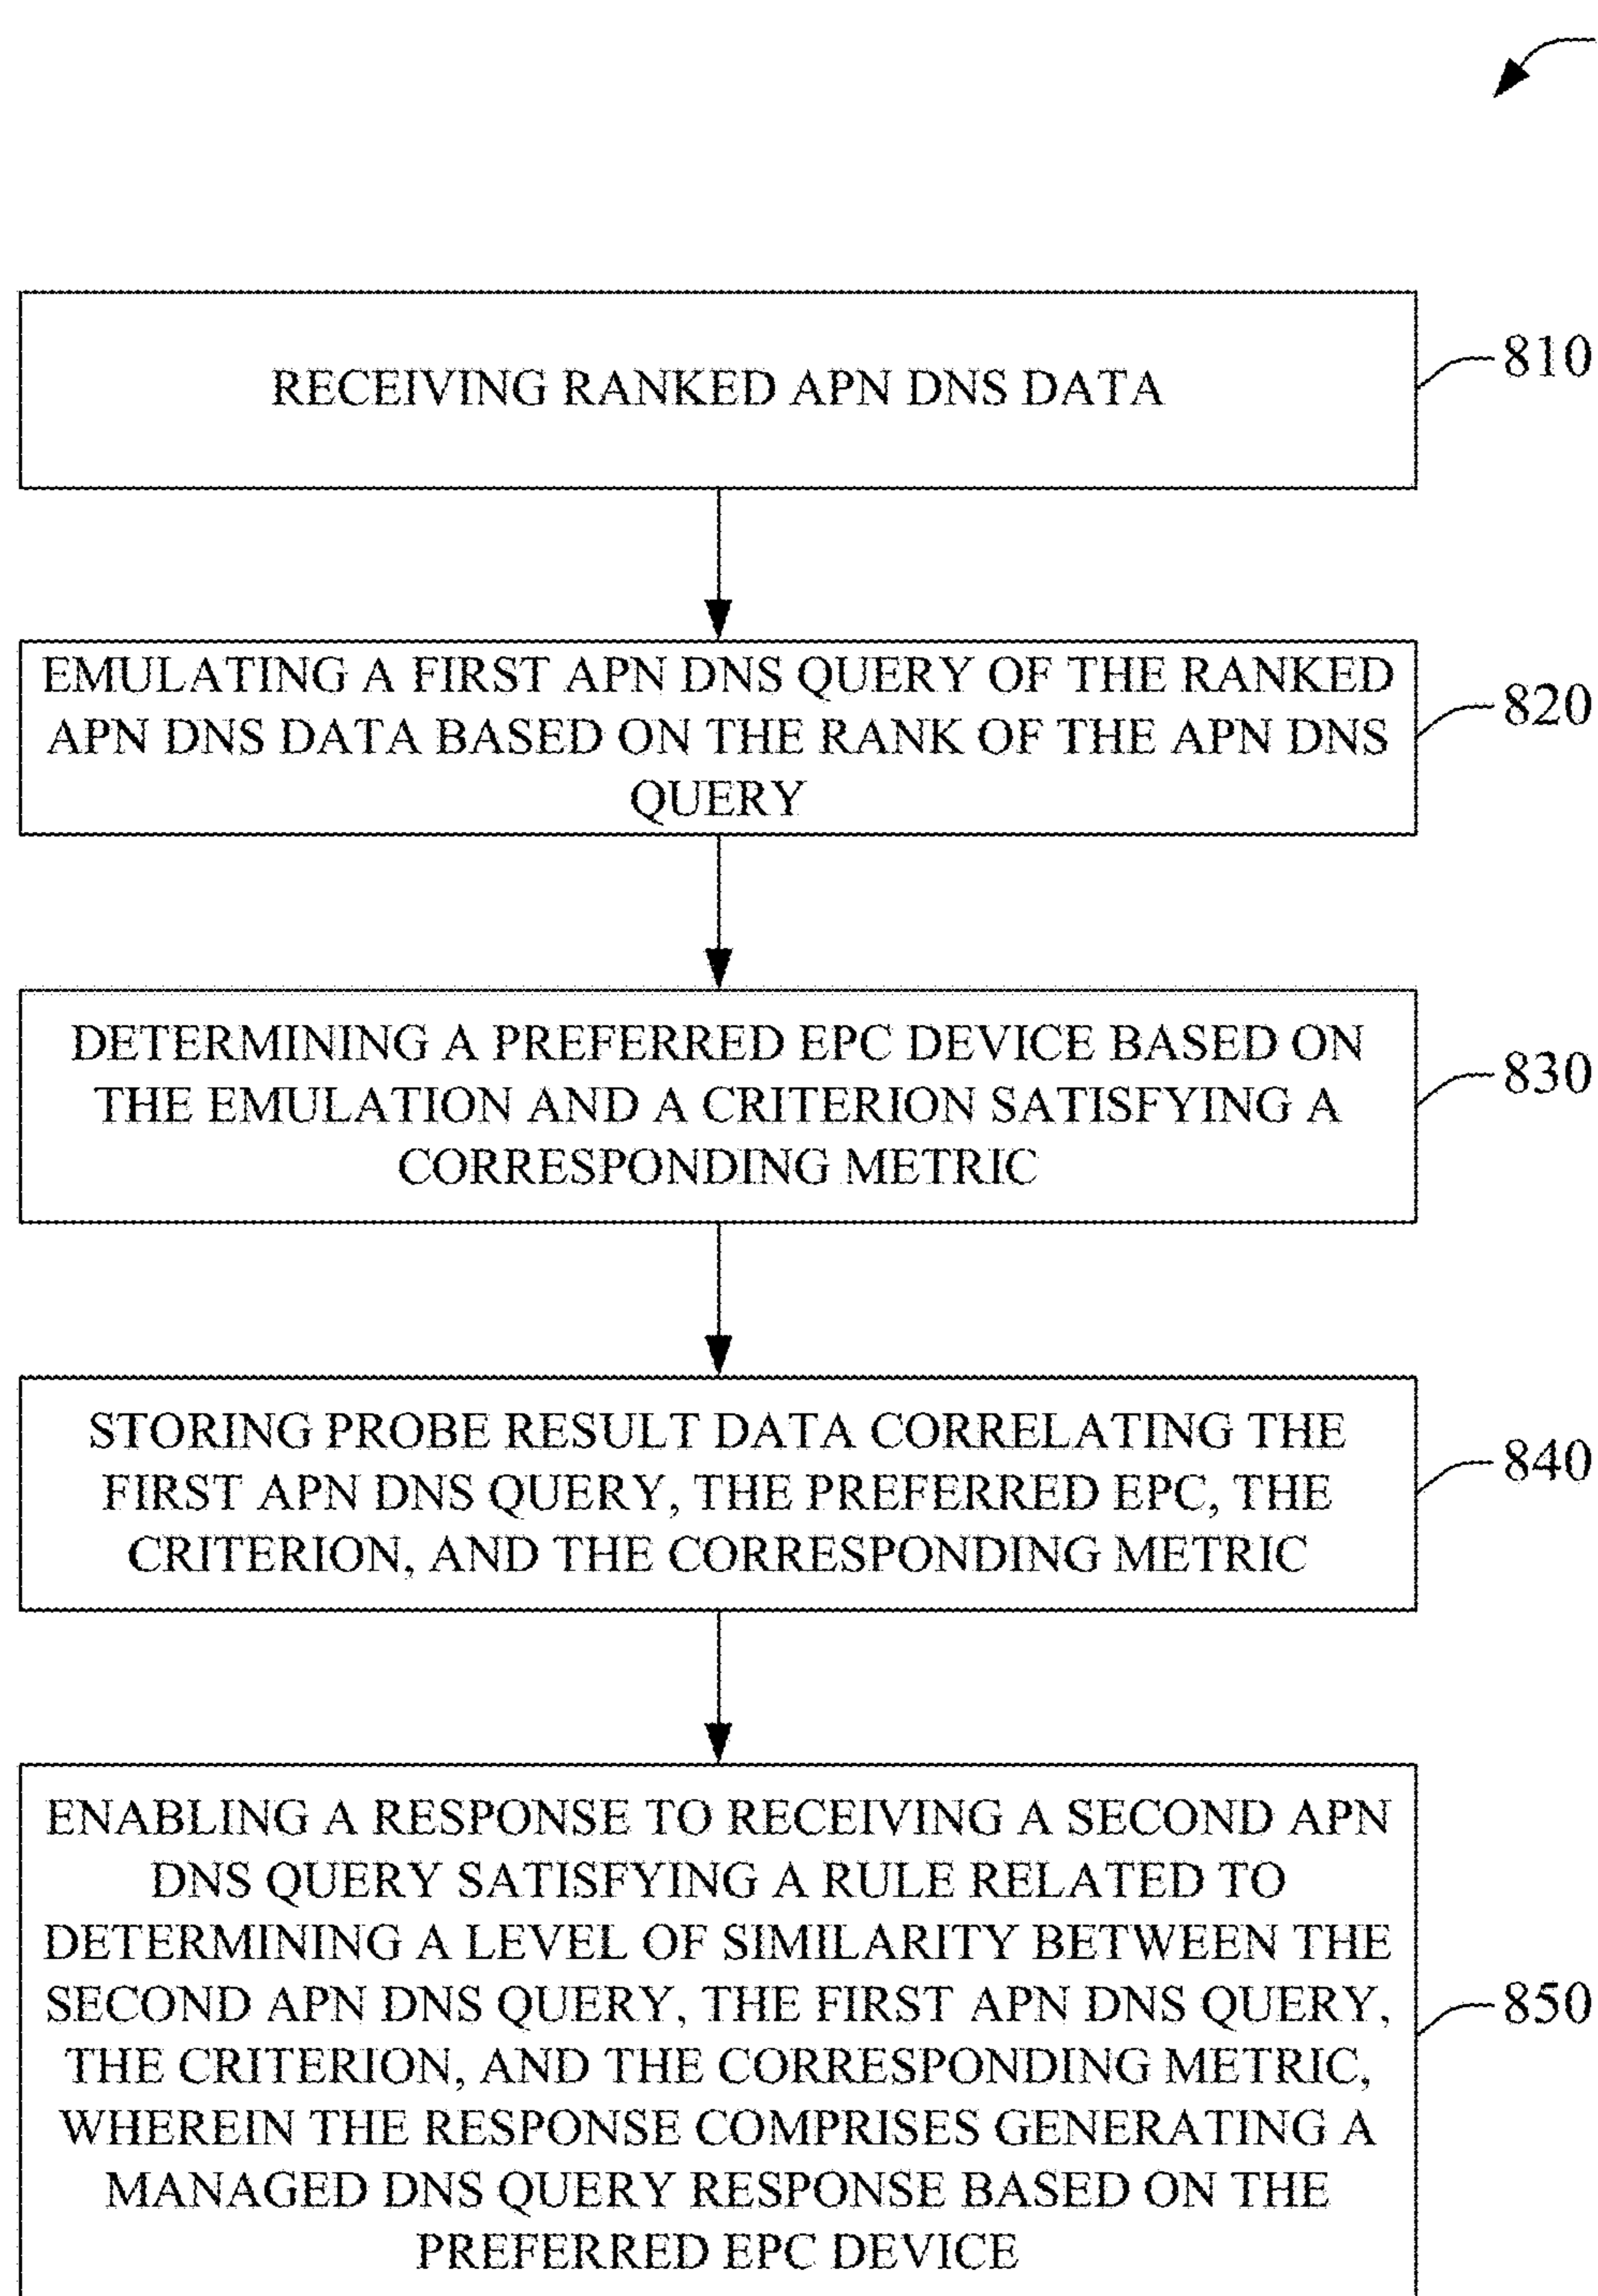 RECEIVING RANKED APN DNS DATA
810
EMULATING A FIRST APN DNS QUERY OF THE RANKED
APN DNS DATA BASED ON THE RANK OF THE APN DNS
QUERY
820
DETERMINING A PREFERRED EPC DEVICE BASED ON
THE EMULATION AND A CRITERION SATISFYING A
CORRESPONDING METRIC
830
STORING PROBE RESULT DATA CORRELATING THE
FIRST APN DNS QUERY, THE PREFERRED EPC, THE
CRITERION, AND THE CORRESPONDING METRIC
840
ENABLING A RESPONSE TO RECEIVING A SECOND APN
DNS QUERY SATISFYING A RULE RELATED TO
DETERMINING A LEVEL OF SIMILARITY BETWEEN THE
SECOND APN DNS QUERY, THE FIRST APN DNS QUERY,
THE CRITERION, AND THE CORRESPONDING METRIC,
WHEREIN THE RESPONSE COMPRISES GENERATING A
MANAGED DNS QUERY RESPONSE BASED ON THE
PREFERRED EPC DEVICE
850